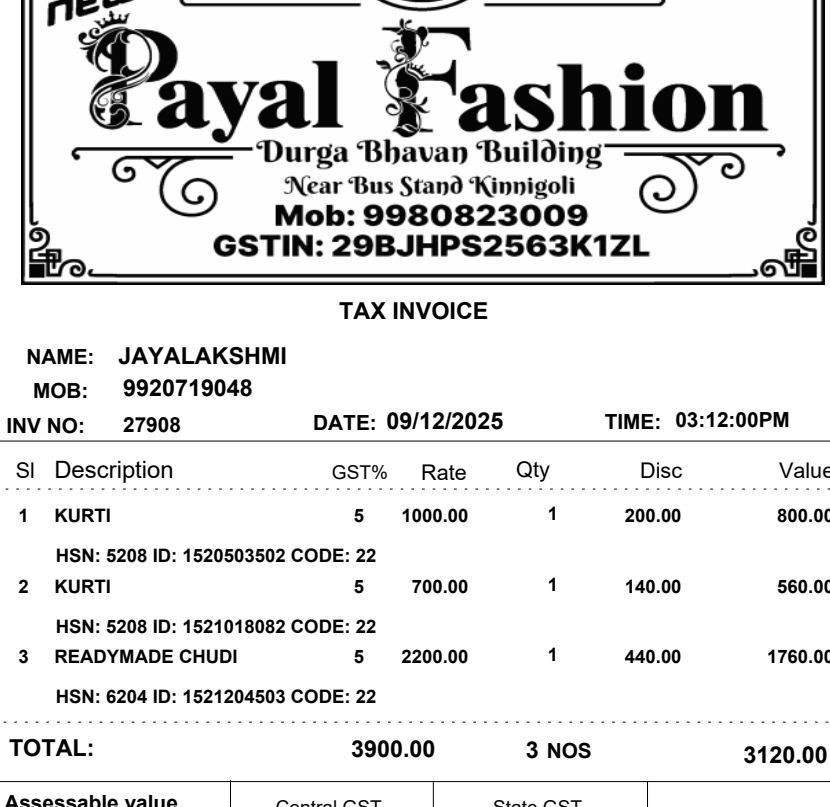 new
Payal Fashion
Durga Bhavan Building
Near Bus Stand Kinnigoli
Mob: 9980823009
GSTIN: 29BJHPS2563K1ZL
TAX INVOICE
NAME: JAYALAKSHMI
MOB: 9920719048
INV NO: 27908 DATE: 09/12/2025 TIME: 03:12:00PM
Sl Description GST% Rate Qty Disc Value
1 KURTI 5 1000.00 1 200.00 800.00
HSN: 5208 ID: 1520503502 CODE: 22
2 KURTI 5 700.00 1 140.00 560.00
HSN: 5208 ID: 1521018082 CODE: 22
3 READYMADE CHUDI 5 2200.00 1 440.00 1760.00
HSN: 6204 ID: 1521204503 CODE: 22
TOTAL: 3900.00 3 NOS 3120.00
Assessable value Central GST State GST